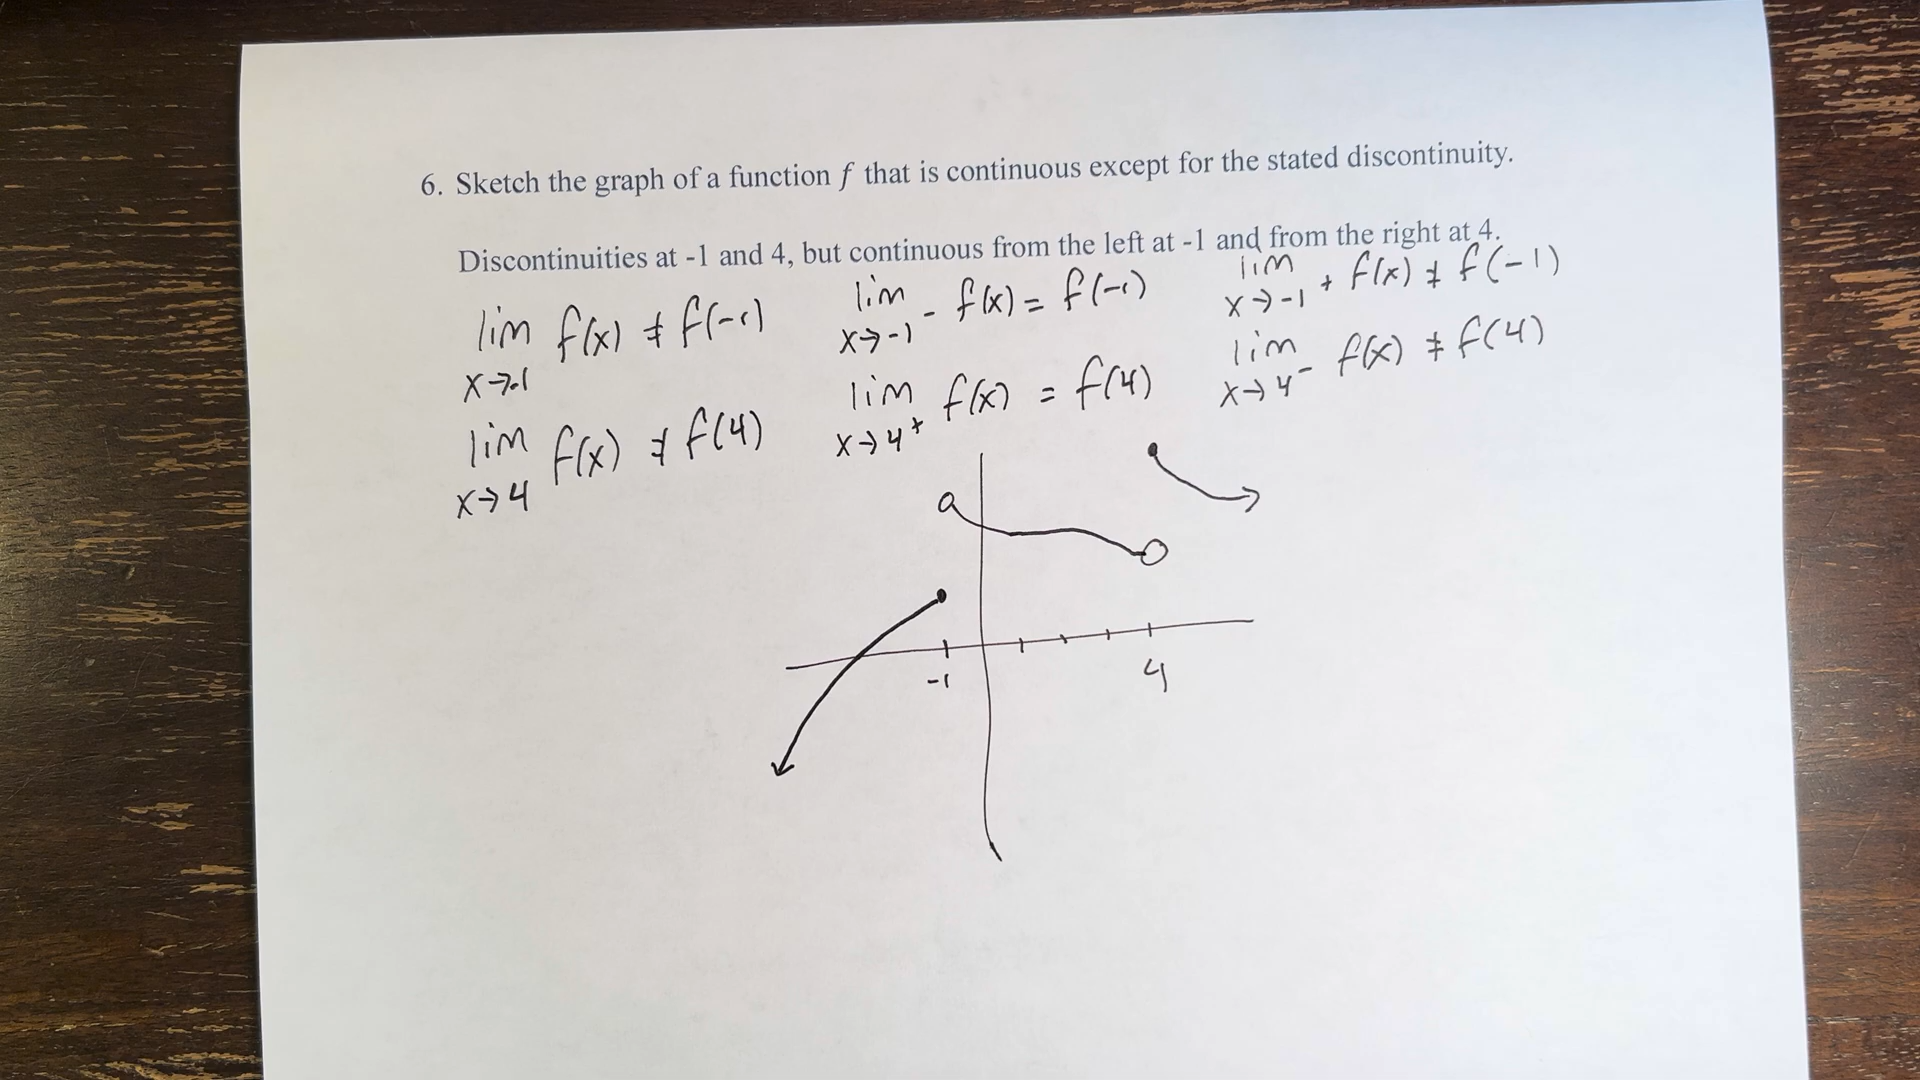 6. Sketch the graph of a function f that is continuous except for the stated discontinuity.
Discontinuities at -1 and 4, but continuous from the left at -1 and from the right at 4.
lim x→-1 f(x) ≠ f(-1)
lim x→-1⁻ f(x) = f(-1)
lim x→-1⁺ f(x) ≠ f(-1)
lim x→4 f(x) ≠ f(4)
lim x→4⁺ f(x) = f(4)
lim x→4⁻ f(x) ≠ f(4)
-1
4